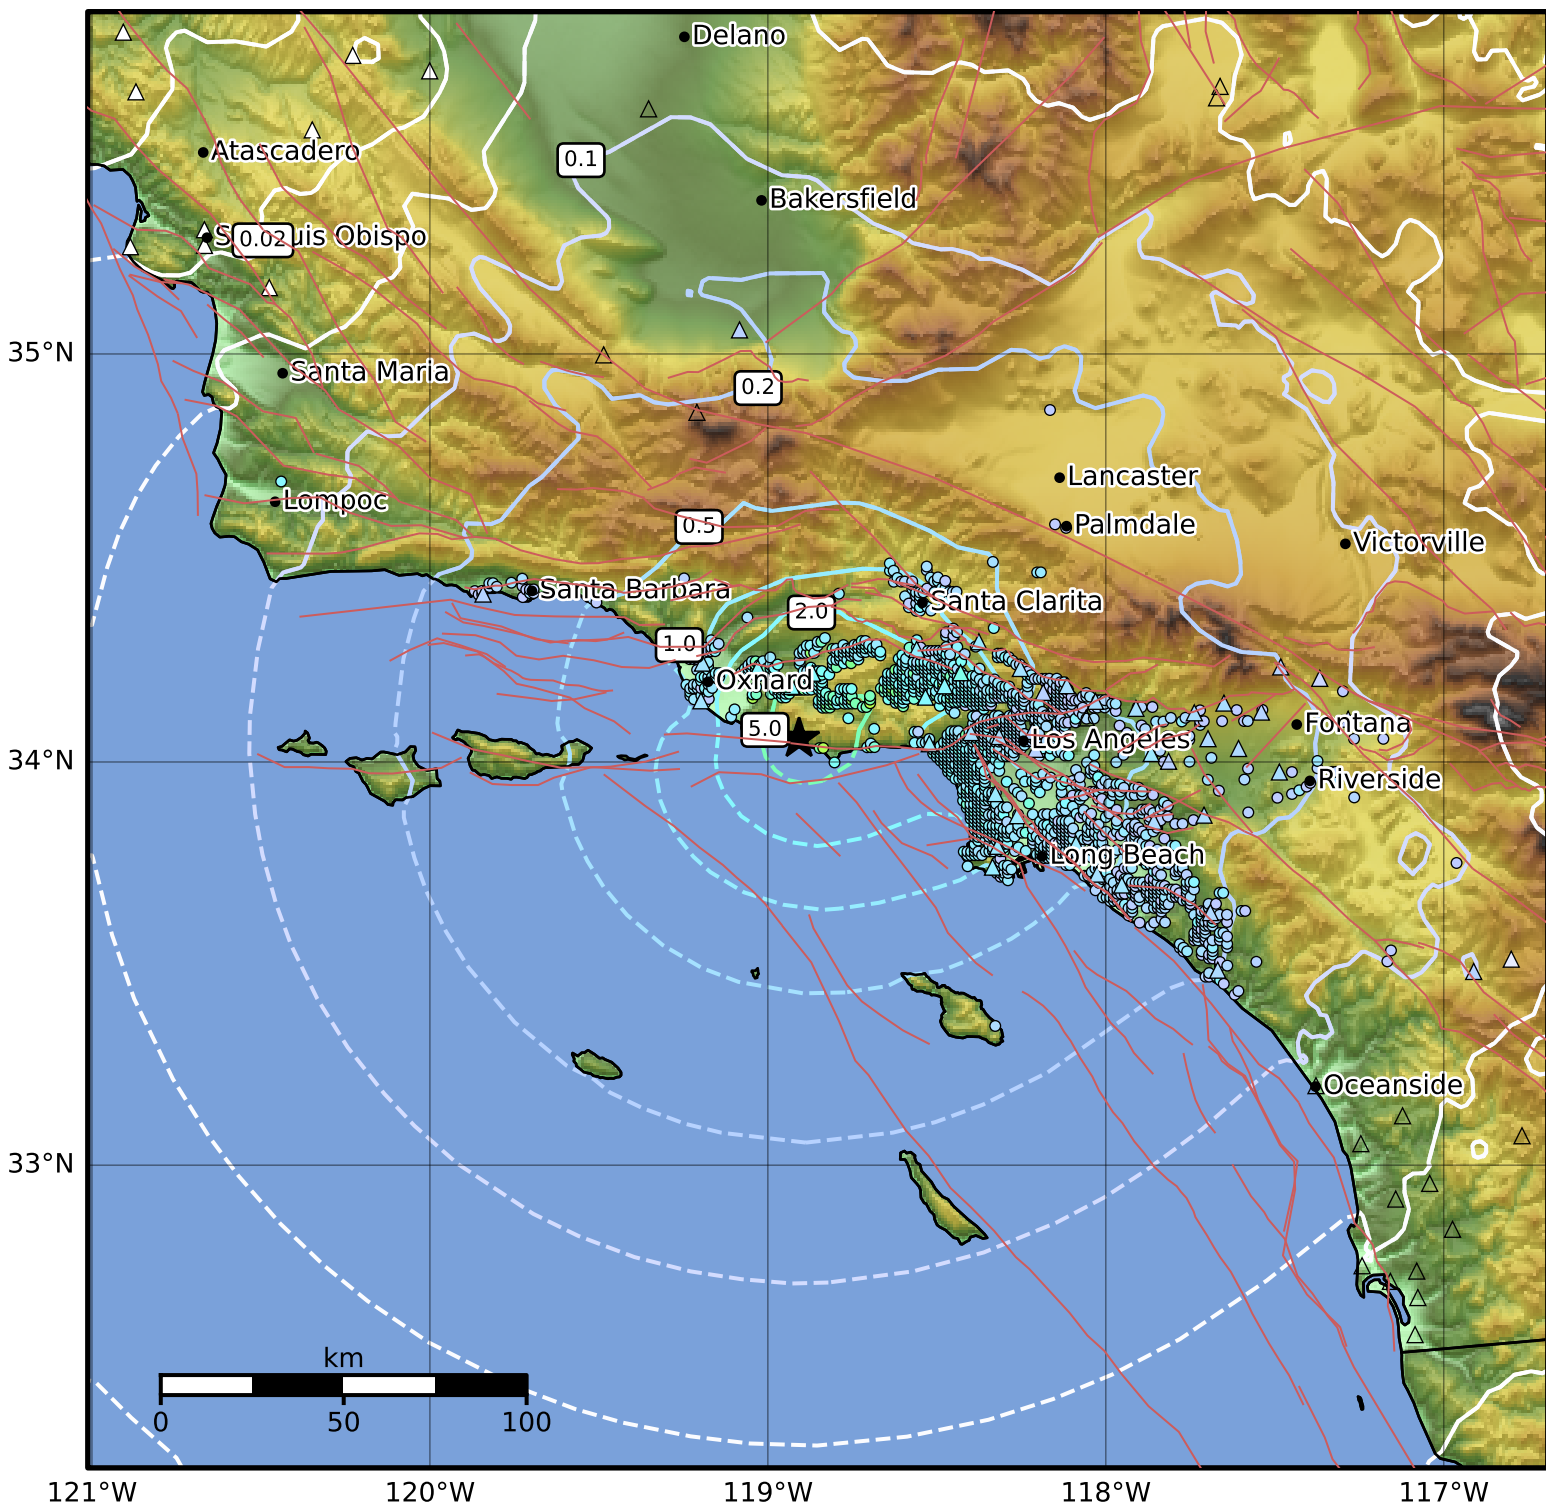 Delano
0.1
Atascadero
Bakersfield
S
0.02
uis Obispo
35°N
Santa Maria
0.2
Lancaster
Lompoc
0.5
Palmdale
Victorville
Santa Barbara
2.0
Santa Clarita
1.0
Oxnard
5.0
Fontana
34°N
Los Angeles
Riverside
Long Beach
Oceanside
33°N
km
0 50 100
121°W 120°W 119°W 118°W 117°W